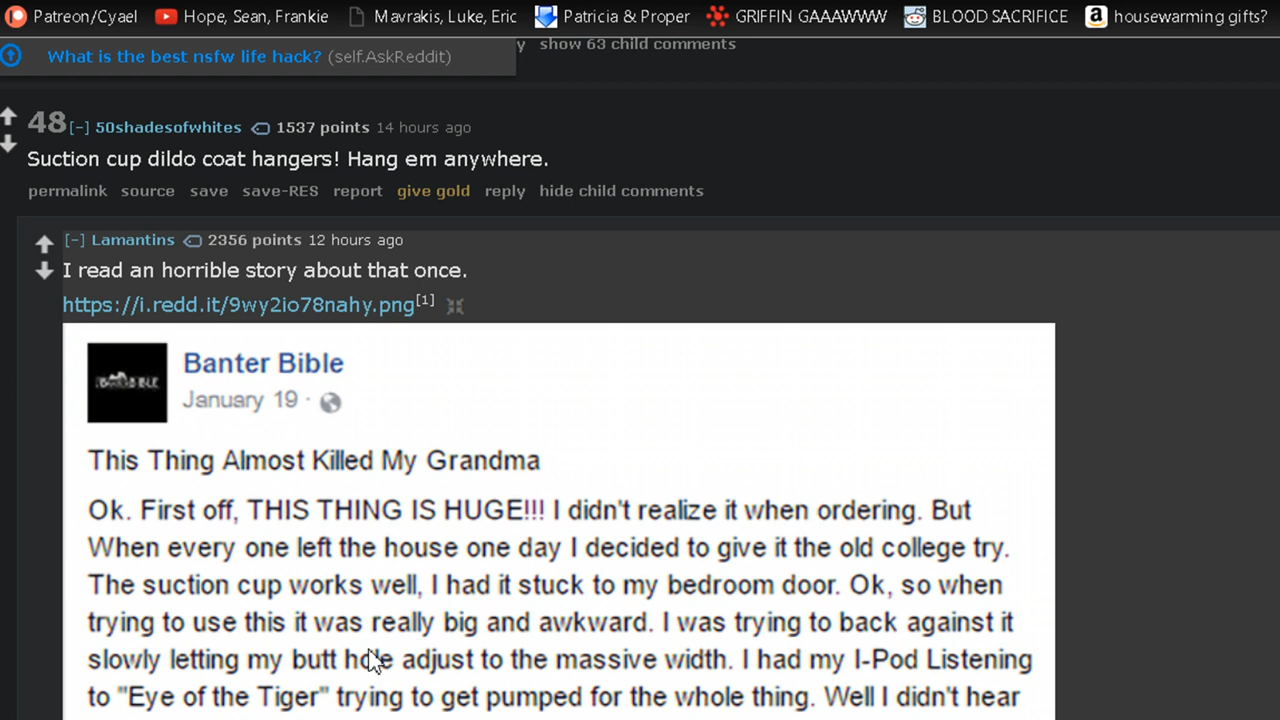 Patreon/Cyael Hope, Sean, Frankie Mavrakis, Luke, Eric Patricia & Proper GRIFFIN GAAAWWW BLOOD SACRIFICE housewarming gifts?
y show 63 child comments
What is the best nsfw life hack? (self.AskReddit)
48 [-] 50shadesofwhites 1537 points 14 hours ago
Suction cup dildo coat hangers! Hang em anywhere.
permalink source save save-RES report give gold reply hide child comments
[-] Lamantins 2356 points 12 hours ago
I read an horrible story about that once.
https://i.redd.it/9wy2io78nahy.png[1]
Banter Bible
January 19 ·
This Thing Almost Killed My Grandma
Ok. First off, THIS THING IS HUGE!!! I didn't realize it when ordering. But
When every one left the house one day I decided to give it the old college try.
The suction cup works well, I had it stuck to my bedroom door. Ok, so when
trying to use this it was really big and awkward. I was trying to back against it
slowly letting my butt hole adjust to the massive width. I had my I-Pod Listening
to "Eye of the Tiger" trying to get pumped for the whole thing. Well I didn't hear